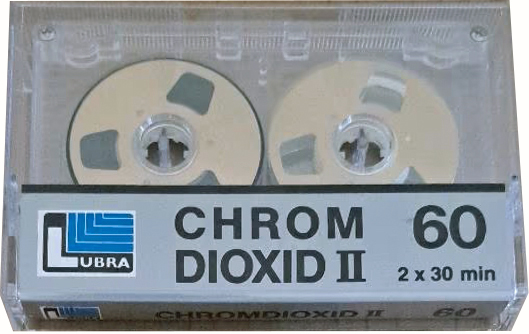 LUBRA
CHROM
DIOXID II
60
2 x 30 min
CHROMDIOXID II 60